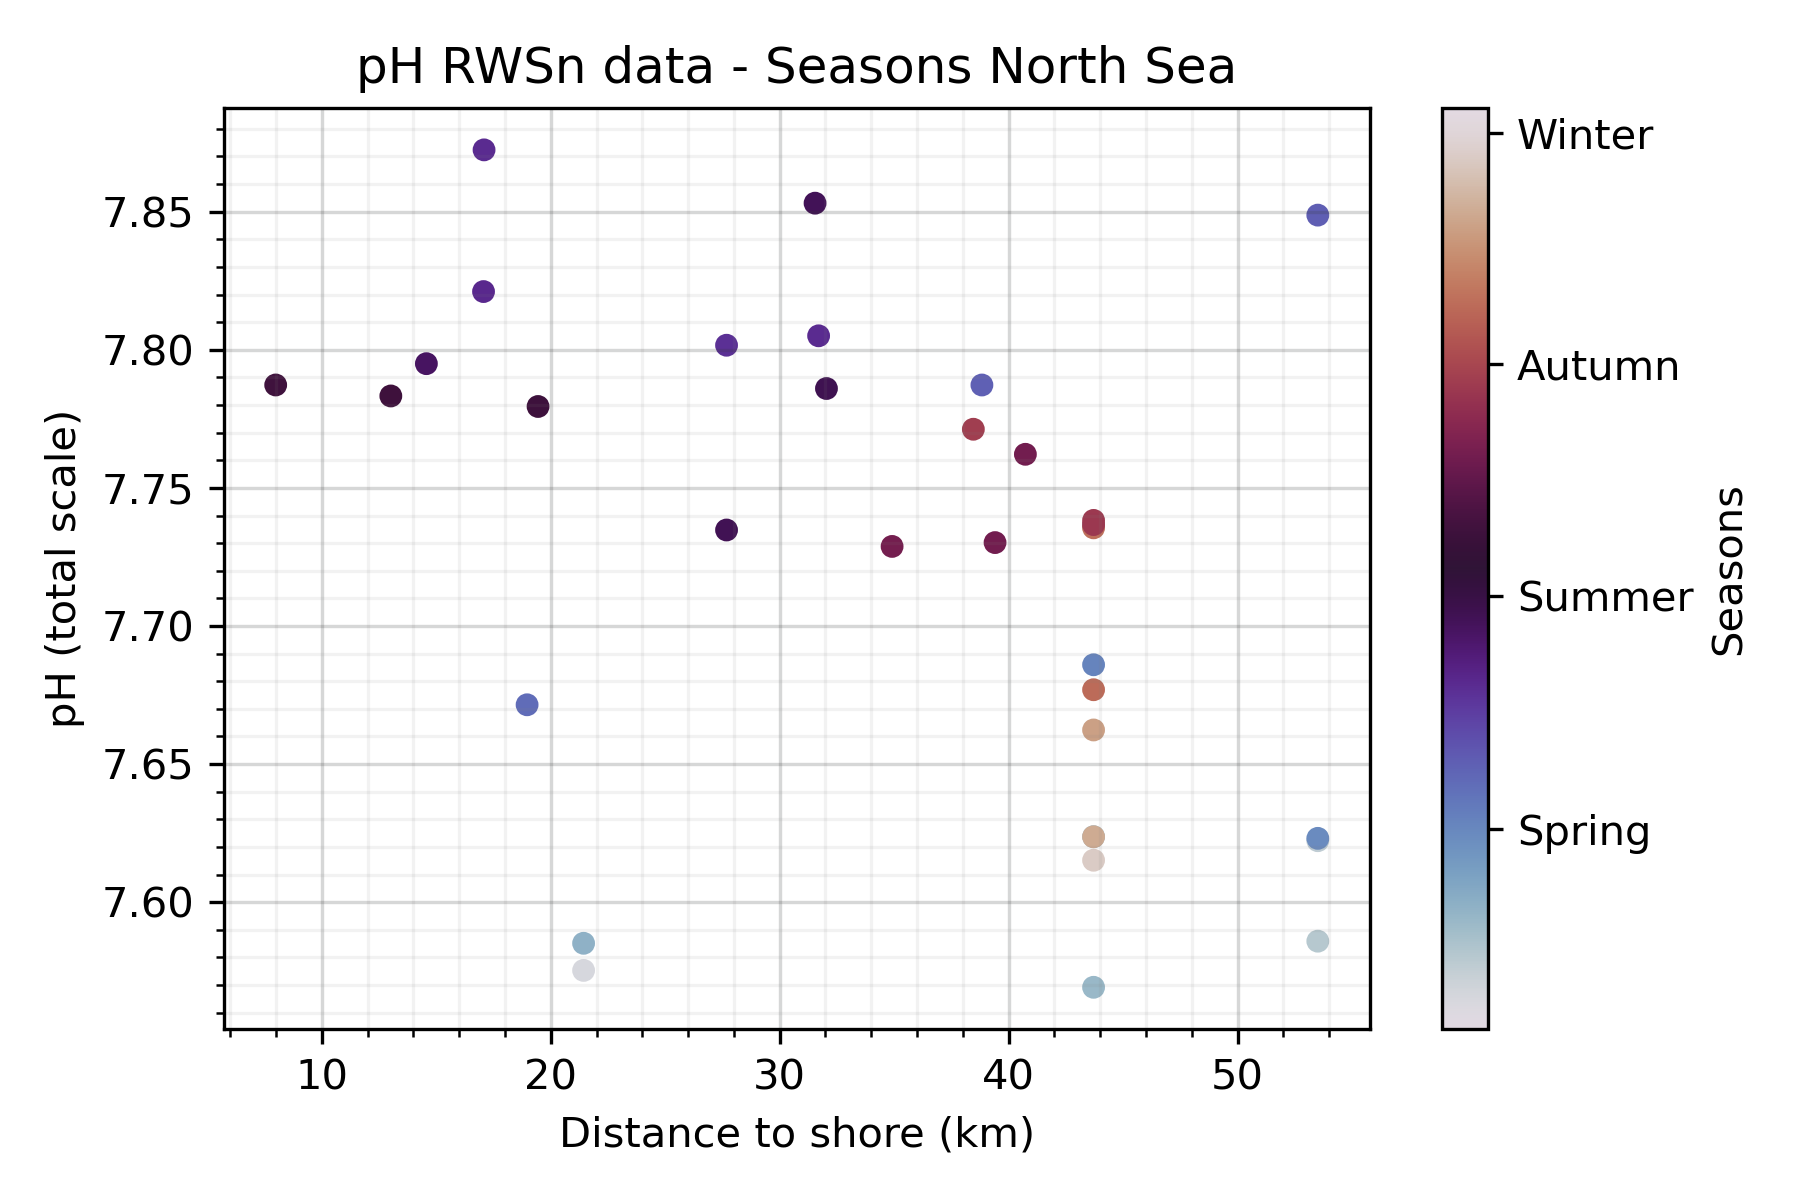 pH RWSn data - Seasons North Sea
pH (total scale)
7.85
7.80
7.75
7.70
7.65
7.60
10
20
30
40
50
Distance to shore (km)
Winter
Autumn
Summer
Spring
Seasons